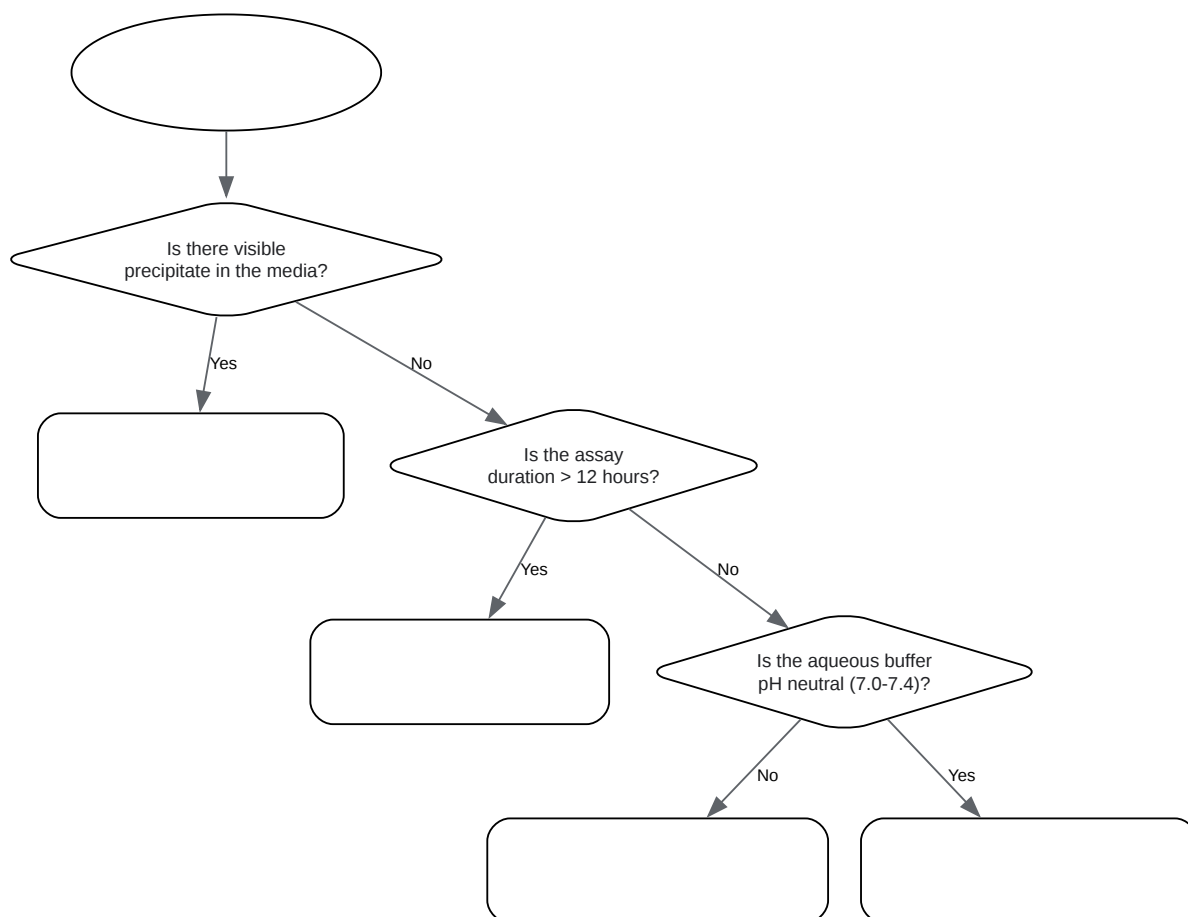 Is there visible
precipitate in the media?
Yes
No
Is the assay
duration > 12 hours?
Yes
No
Is the aqueous buffer
pH neutral (7.0-7.4)?
No
Yes